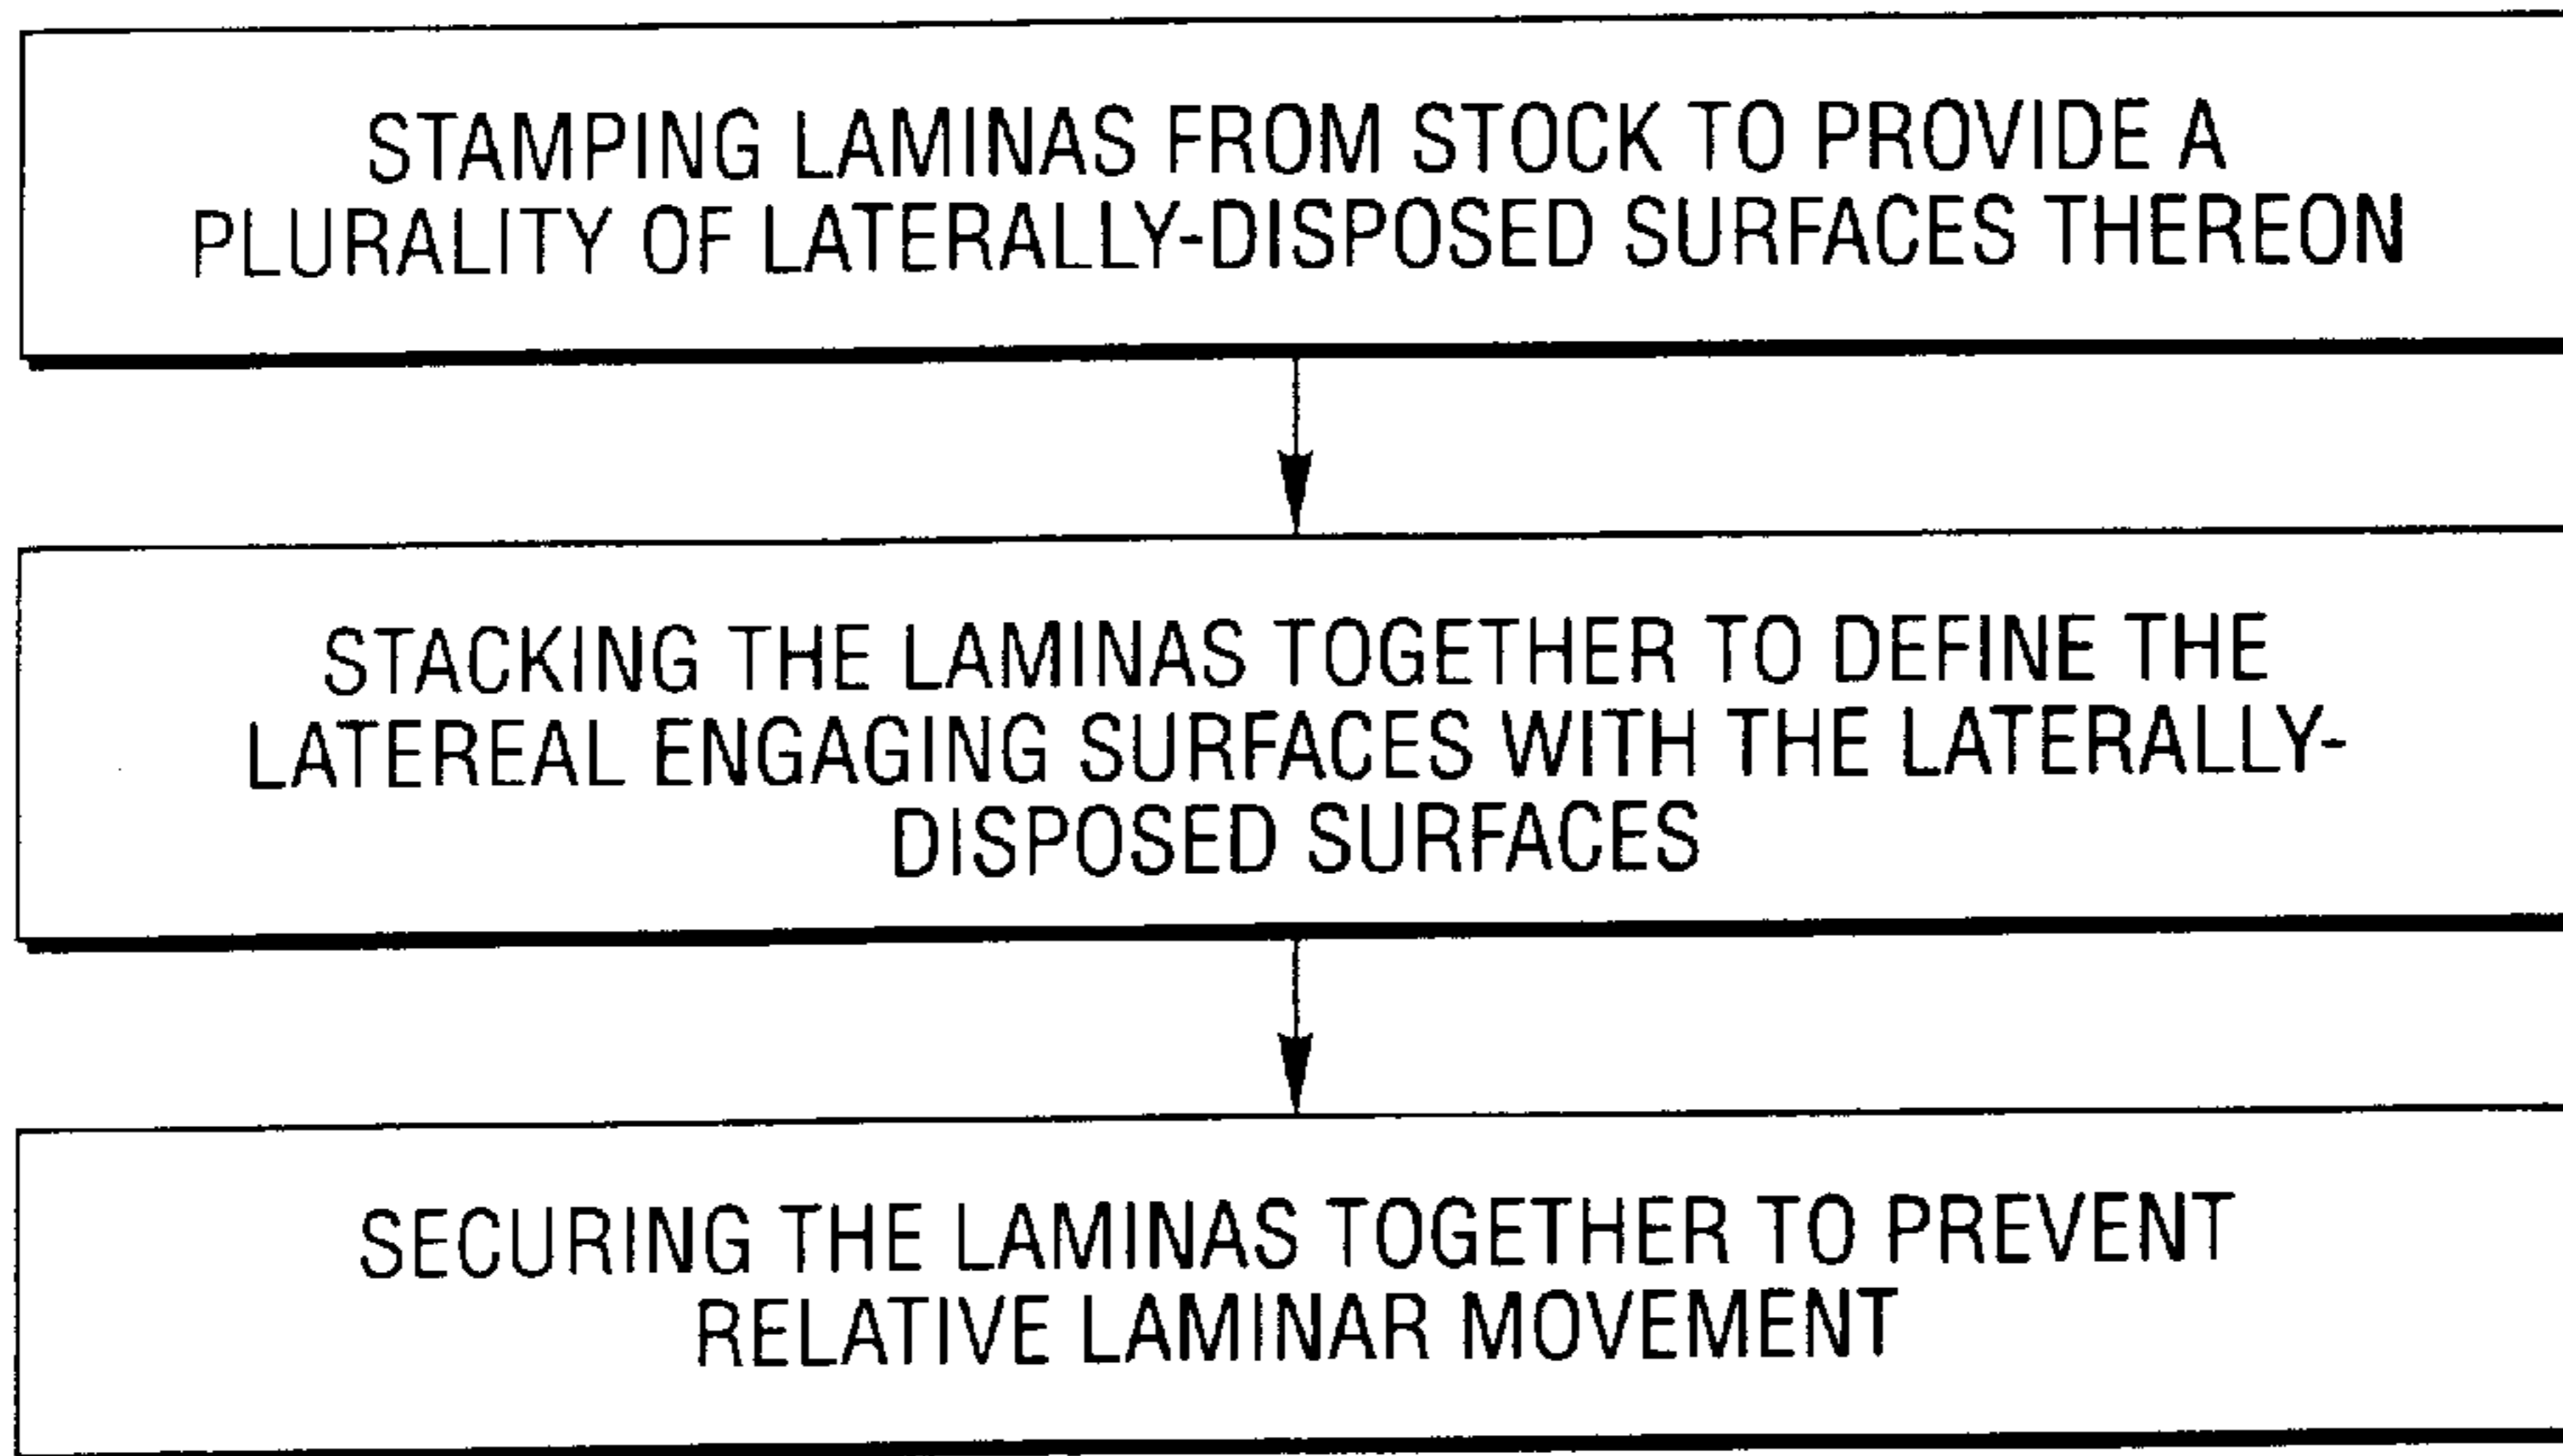 STAMPING LAMINAS FROM STOCK TO PROVIDE A
PLURALITY OF LATERALLY-DISPOSED SURFACES THEREON
STACKING THE LAMINAS TOGETHER TO DEFINE THE
LATEREAL ENGAGING SURFACES WITH THE LATERALLY-
DISPOSED SURFACES
SECURING THE LAMINAS TOGETHER TO PREVENT
RELATIVE LAMINAR MOVEMENT